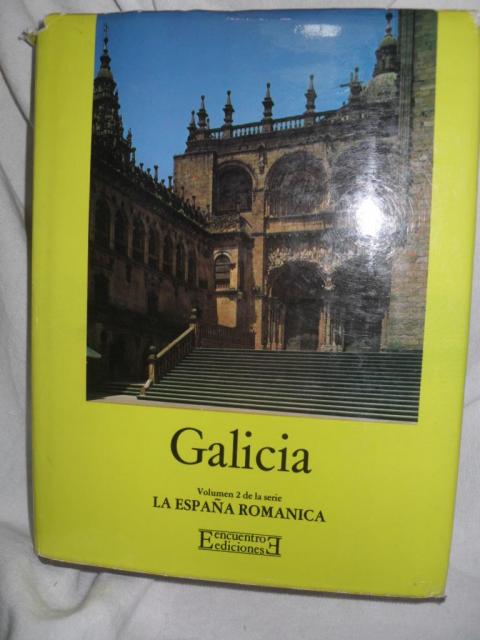 Galicia
Volumen 2 de la serie
LA ESPAÑA ROMANICA
encuentro
ediciones